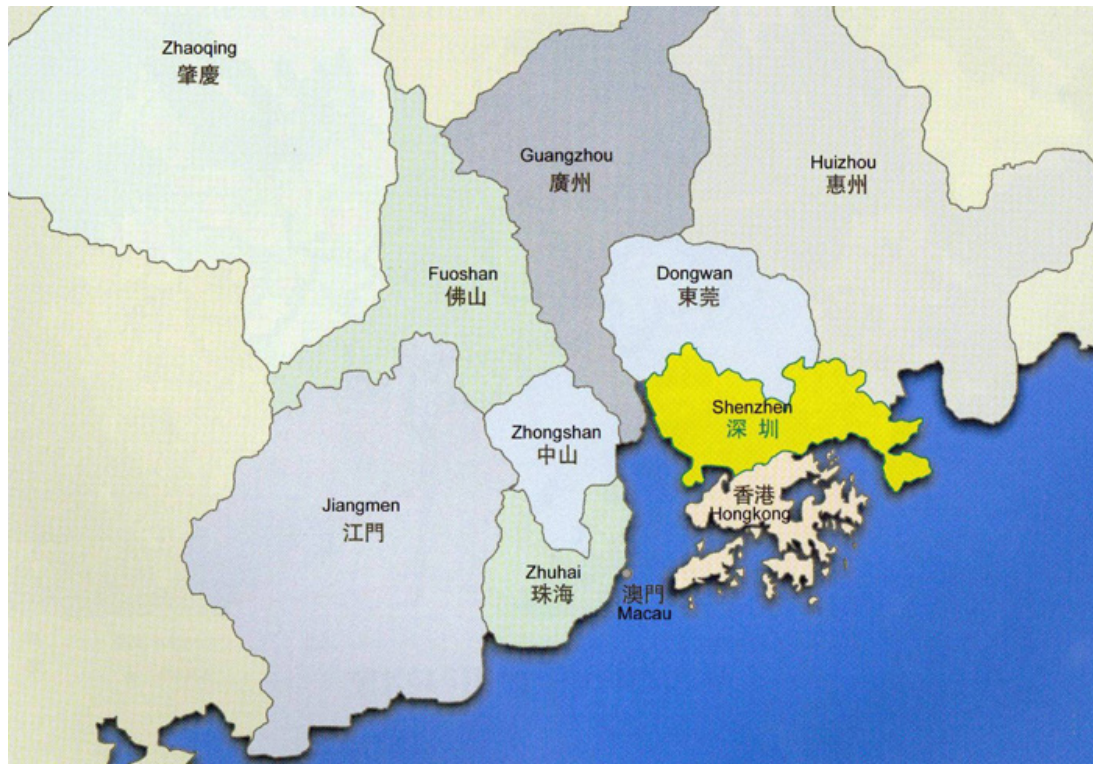 Zhaoqing
肇慶
Guangzhou
廣州
Huizhou
惠州
Fuoshan
佛山
Dongwan
東莞
Shenzhen
深 圳
Zhongshan
中山
香港
Hongkong
Jiangmen
江門
Zhuhai
珠海
澳門
Macau